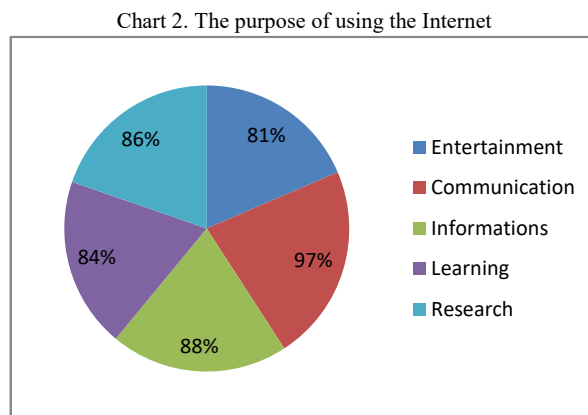 Chart 2. The purpose of using the Internet
81%
97%
88%
84%
86%
Entertainment
Communication
Informations
Learning
Research